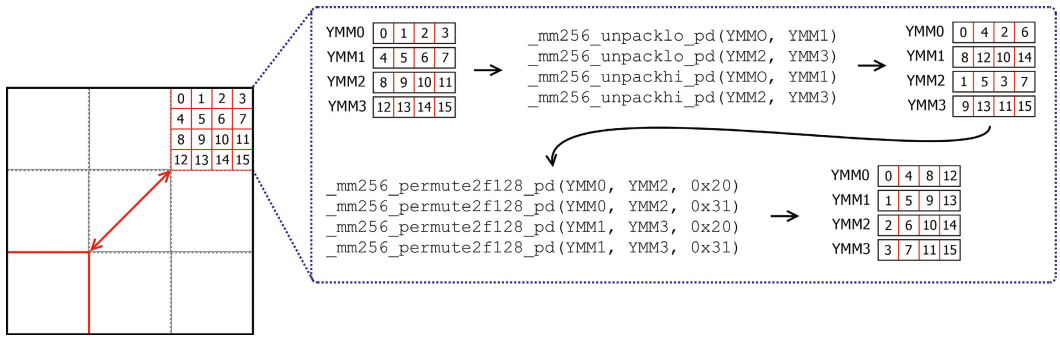 0 1 2 3
4 5 6 7
8 9 10 11
12 13 14 15
YMM0 0 1 2 3
YMM1 4 5 6 7
YMM2 8 9 10 11
YMM3 12 13 14 15
_mm256_unpacklo_pd(YMMO, YMM1)
_mm256_unpacklo_pd(YMM2, YMM3)
_mm256_unpackhi_pd(YMMO, YMM1)
_mm256_unpackhi_pd(YMM2, YMM3)
YMM0 0 4 2 6
YMM1 8 12 10 14
YMM2 1 5 3 7
YMM3 9 13 11 15
_mm256_permute2f128_pd(YMM0, YMM2, 0x20)
_mm256_permute2f128_pd(YMM0, YMM2, 0x31)
_mm256_permute2f128_pd(YMM1, YMM3, 0x20)
_mm256_permute2f128_pd(YMM1, YMM3, 0x31)
YMM0 0 4 8 12
YMM1 1 5 9 13
YMM2 2 6 10 14
YMM3 3 7 11 15